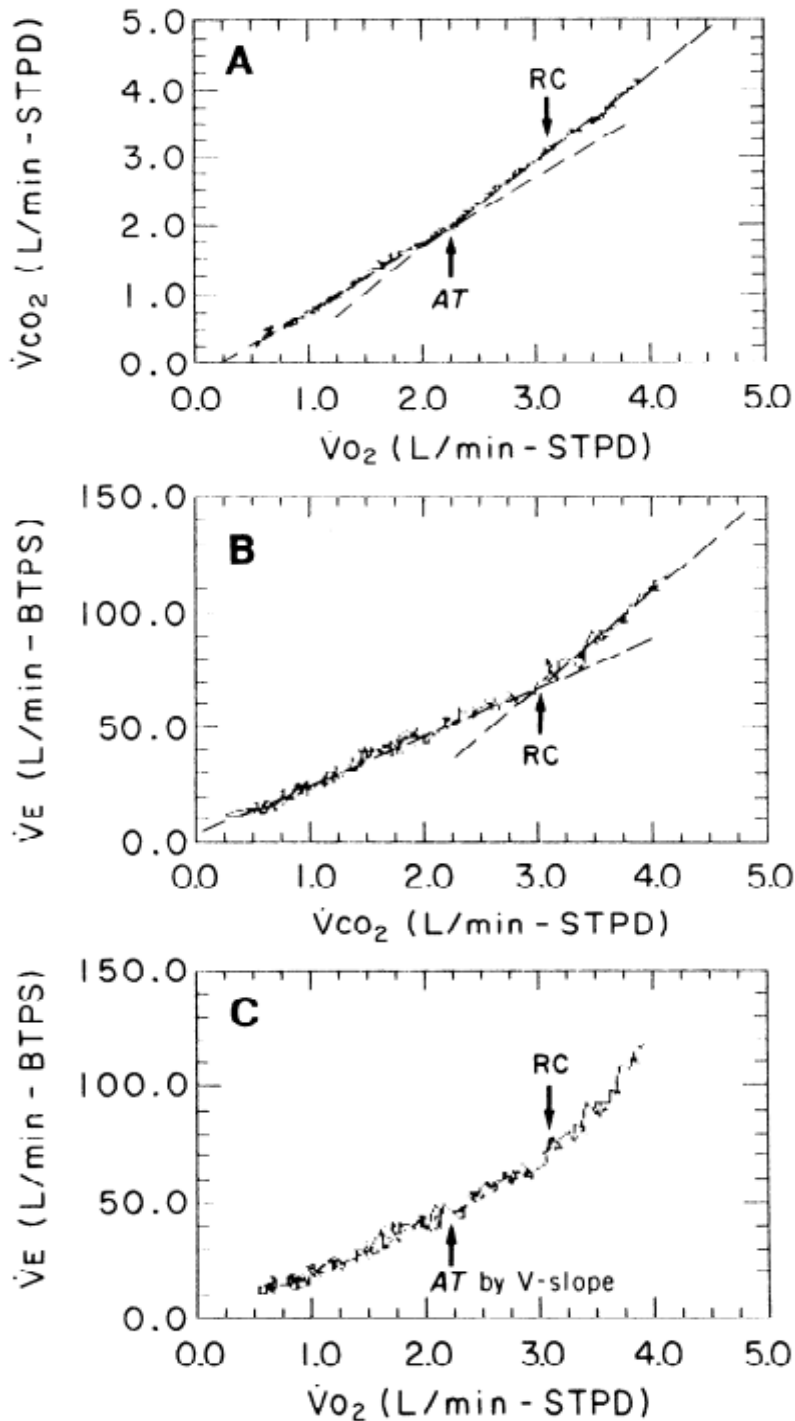 A
5.0
4.0
3.0
2.0
1.0
0.0
V̇CO₂ (L/min-STPD)
RC
AT
0.0 1.0 2.0 3.0 4.0 5.0
V̇O₂ (L/min-STPD)
B
150.0
100.0
50.0
0.0
V̇E (L/min-BTPS)
RC
0.0 1.0 2.0 3.0 4.0 5.0
V̇CO₂ (L/min-STPD)
C
150.0
100.0
50.0
0.0
V̇E (L/min-BTPS)
RC
AT by V-slope
0.0 1.0 2.0 3.0 4.0 5.0
V̇O₂ (L/min-STPD)